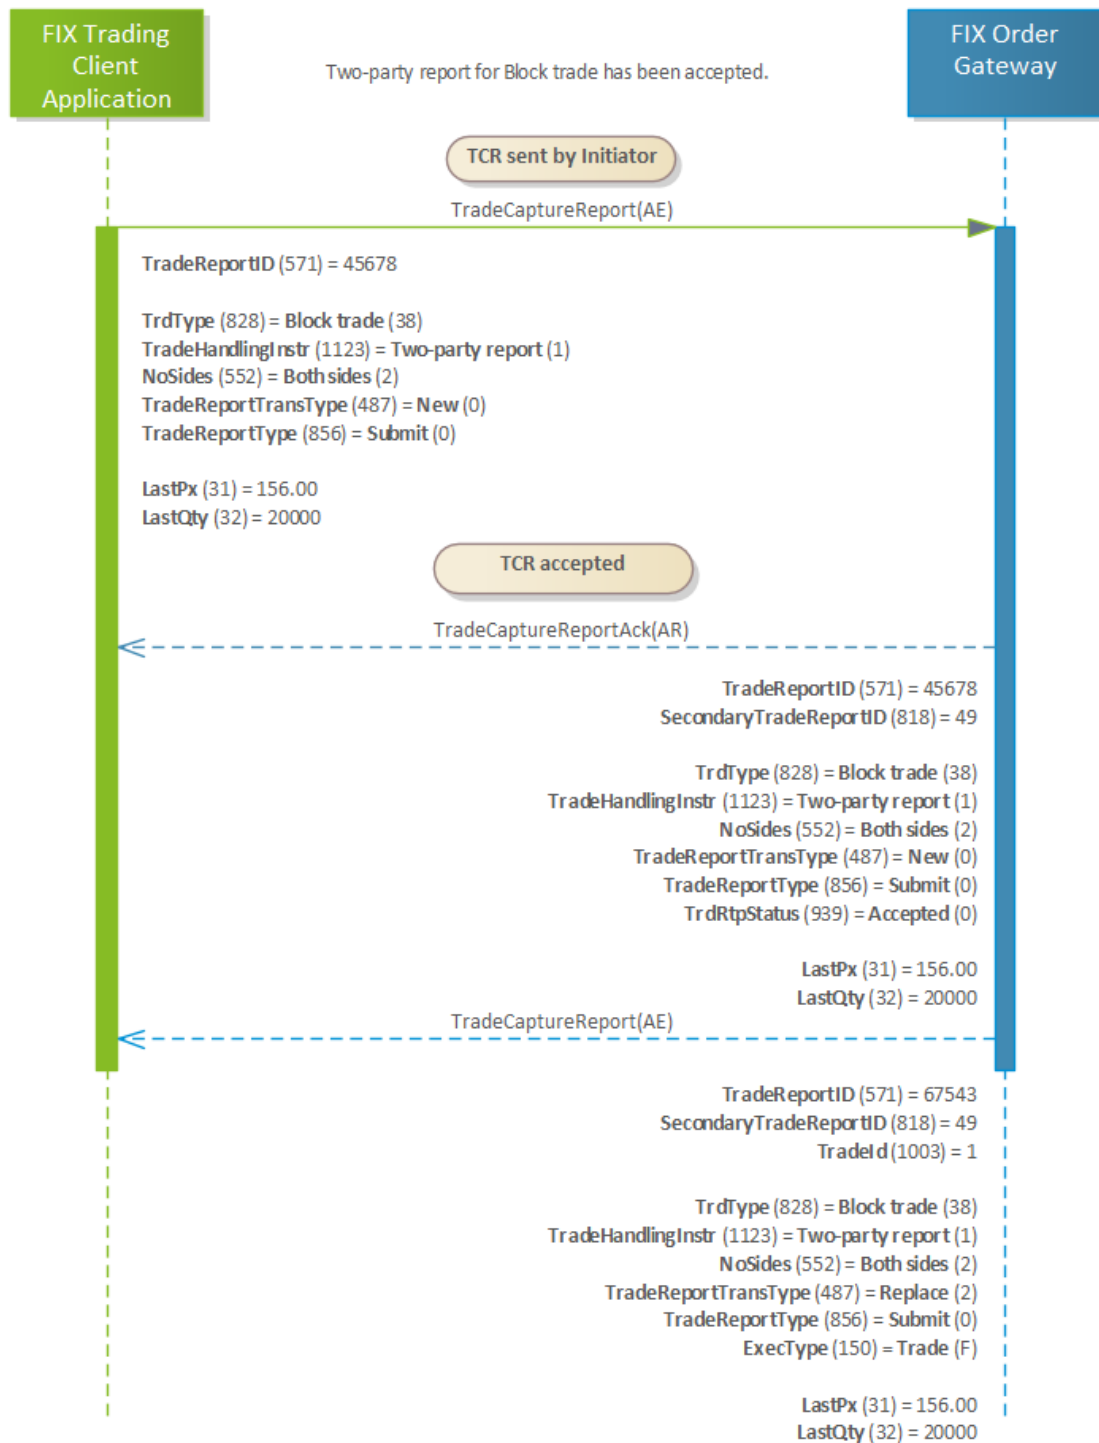 FIX Trading
Client
Application
FIX Order
Gateway
Two-party report for Block trade has been accepted.
TCR sent by Initiator
TradeCaptureReport(AE)
TradeReportID (571) = 45678
TrdType (828) = Block trade (38)
TradeHandlingInstr (1123) = Two-party report (1)
NoSides (552) = Both sides (2)
TradeReportTransType (487) = New (0)
TradeReportType (856) = Submit (0)
LastPx (31) = 156.00
LastQty (32) = 20000
TCR accepted
TradeCaptureReportAck(AR)
TradeReportID (571) = 45678
SecondaryTradeReportID (818) = 49
TrdType (828) = Block trade (38)
TradeHandlingInstr (1123) = Two-party report (1)
NoSides (552) = Both sides (2)
TradeReportTransType (487) = New (0)
TradeReportType (856) = Submit (0)
TrdRtpStatus (939) = Accepted (0)
LastPx (31) = 156.00
LastQty (32) = 20000
TradeCaptureReport(AE)
TradeReportID (571) = 67543
SecondaryTradeReportID (818) = 49
TradeId (1003) = 1
TrdType (828) = Block trade (38)
TradeHandlingInstr (1123) = Two-party report (1)
NoSides (552) = Both sides (2)
TradeReportTransType (487) = Replace (2)
TradeReportType (856) = Submit (0)
ExecType (150) = Trade (F)
LastPx (31) = 156.00
LastQty (32) = 20000